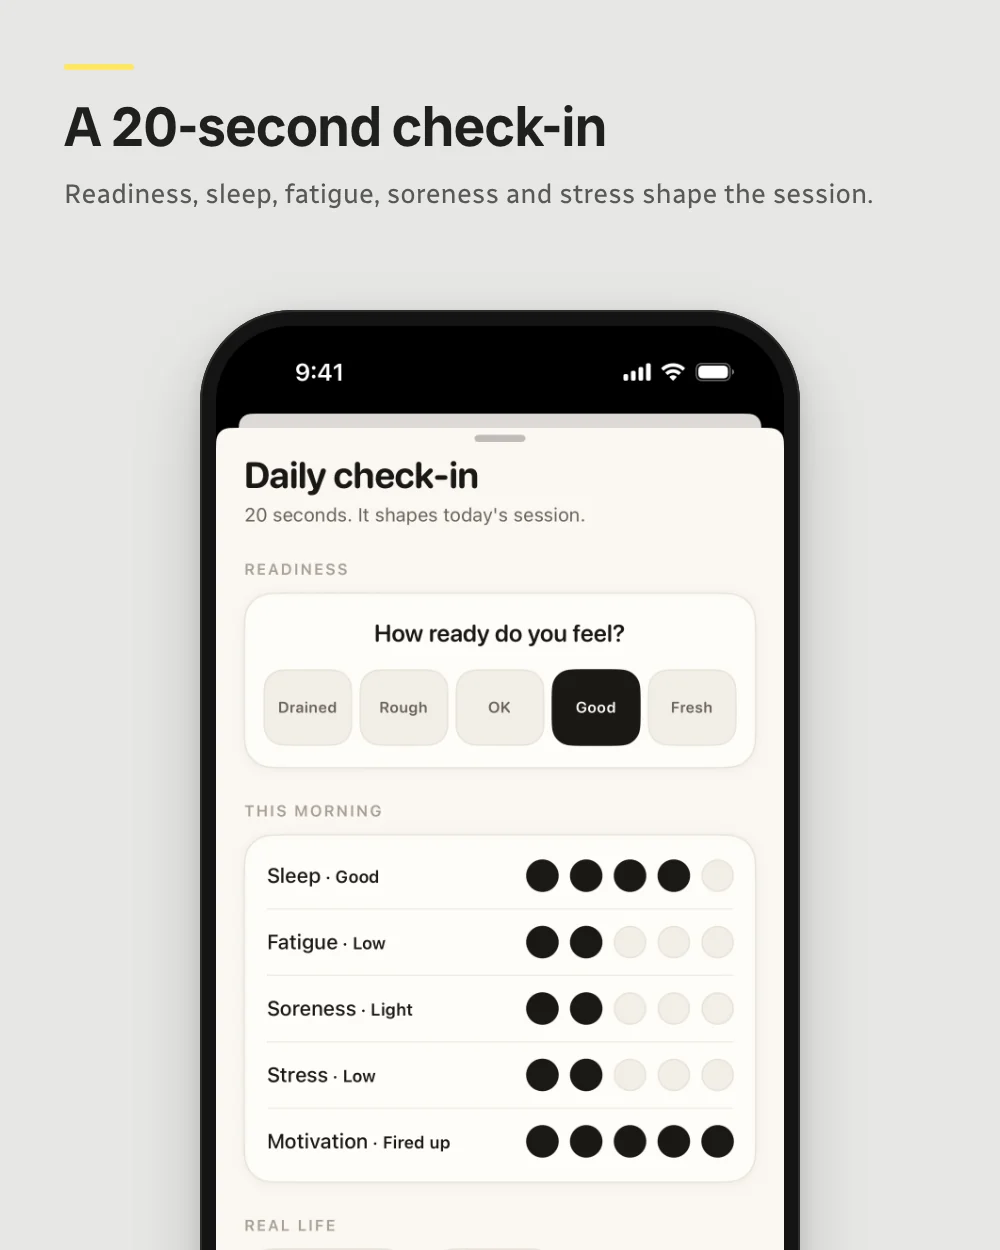 A 20-second check-in
Readiness, sleep, fatigue, soreness and stress shape the session.
9:41
Daily check-in
20 seconds. It shapes today's session.
READINESS
How ready do you feel?
Drained Rough OK Good Fresh
THIS MORNING
Sleep · Good
Fatigue · Low
Soreness · Light
Stress · Low
Motivation · Fired up
REAL LIFE